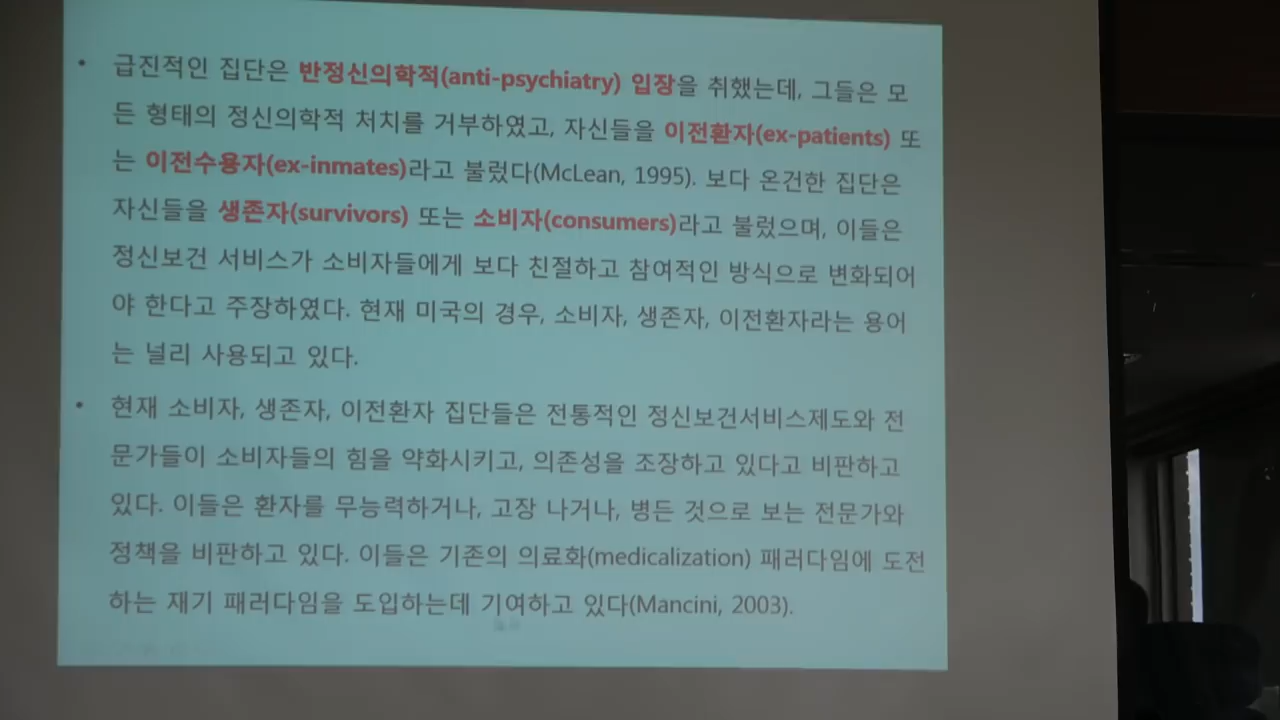 • 급진적인 집단은 반정신의학적(anti-psychiatry) 입장을 취했는데, 그들은 모
든 형태의 정신의학적 처치를 거부하였고, 자신들을 이전환자(ex-patients) 또
는 이전수용자(ex-inmates)라고 불렀다(McLean, 1995). 보다 온건한 집단은
자신들을 생존자(survivors) 또는 소비자(consumers)라고 불렀으며, 이들은
정신보건 서비스가 소비자들에게 보다 친절하고 참여적인 방식으로 변화되어
야 한다고 주장하였다. 현재 미국의 경우, 소비자, 생존자, 이전환자라는 용어
는 널리 사용되고 있다.
• 현재 소비자, 생존자, 이전환자 집단들은 전통적인 정신보건서비스제도와 전
문가들이 소비자들의 힘을 약화시키고, 의존성을 조장하고 있다고 비판하고
있다. 이들은 환자를 무능력하거나, 고장 나거나, 병든 것으로 보는 전문가와
정책을 비판하고 있다. 이들은 기존의 의료화(medicalization) 패러다임에 도전
하는 재기 패러다임을 도입하는데 기여하고 있다(Mancini, 2003).